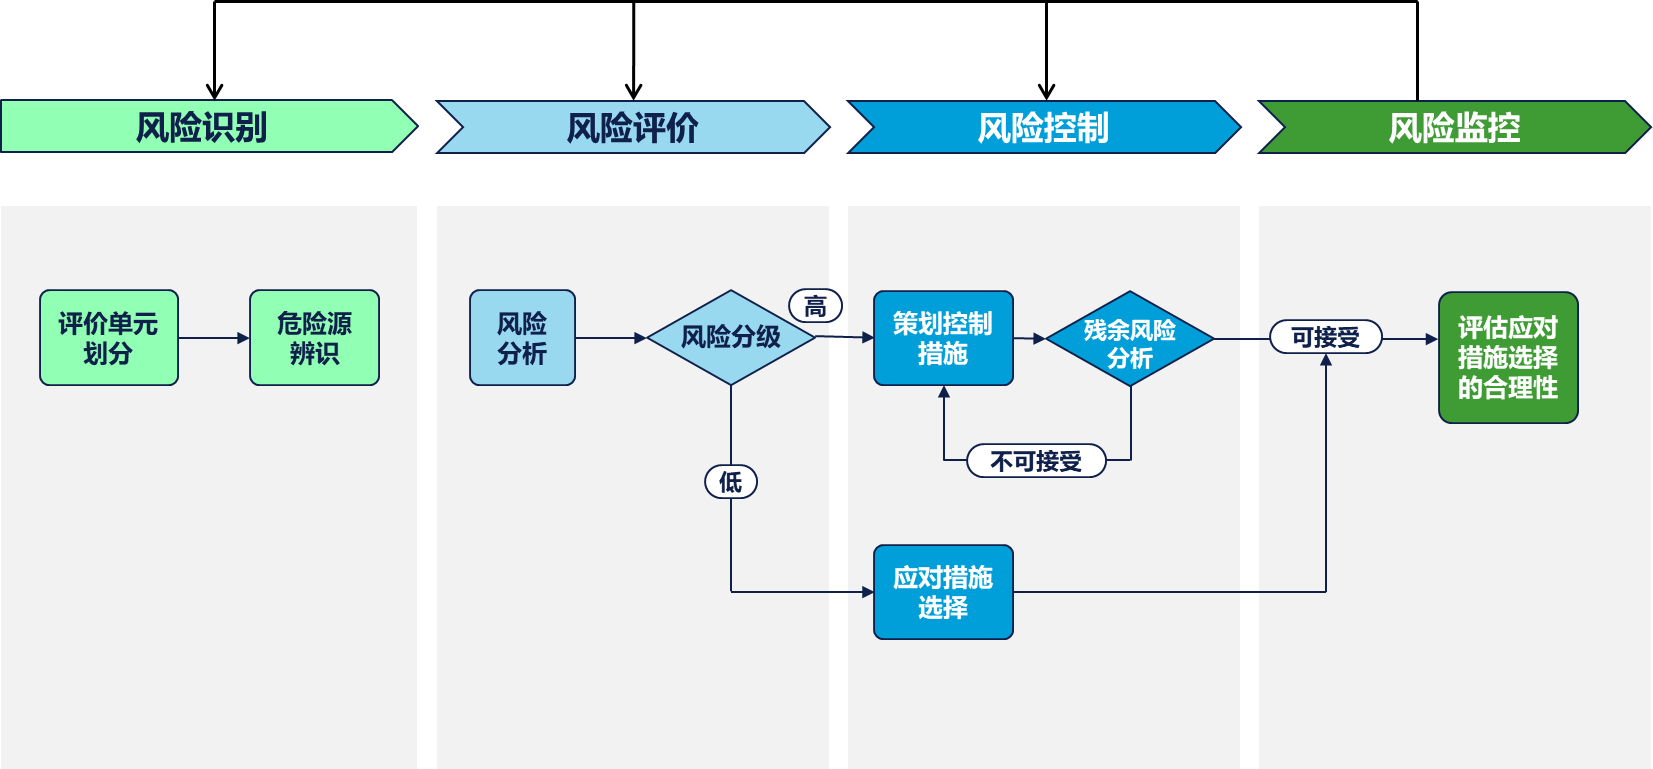 风险识别
风险评价
风险控制
风险监控
评价单元
划分
危险源
辨识
风险
分析
风险分级
高
低
策划控制
措施
残余风险
分析
不可接受
应对措施
选择
可接受
评估应对
措施选择
的合理性